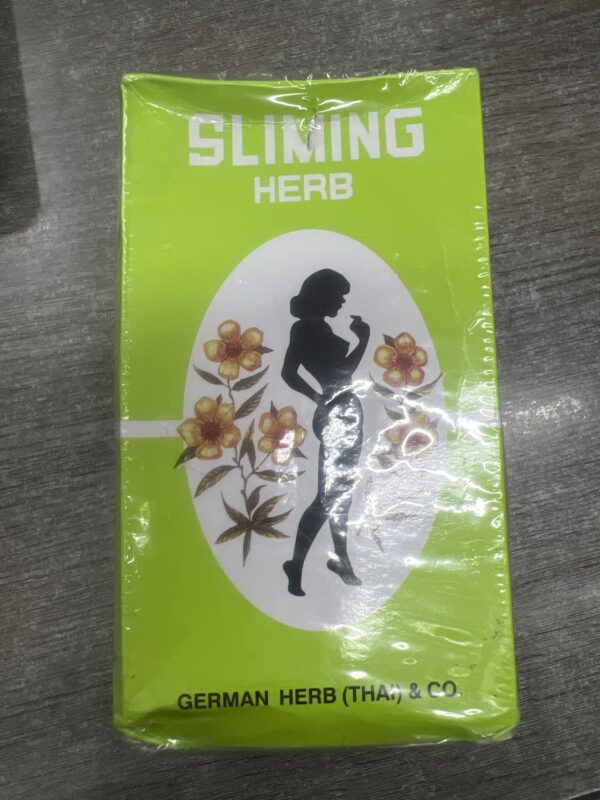 SLIMING
HERB
GERMAN HERB (THAI) & CO.